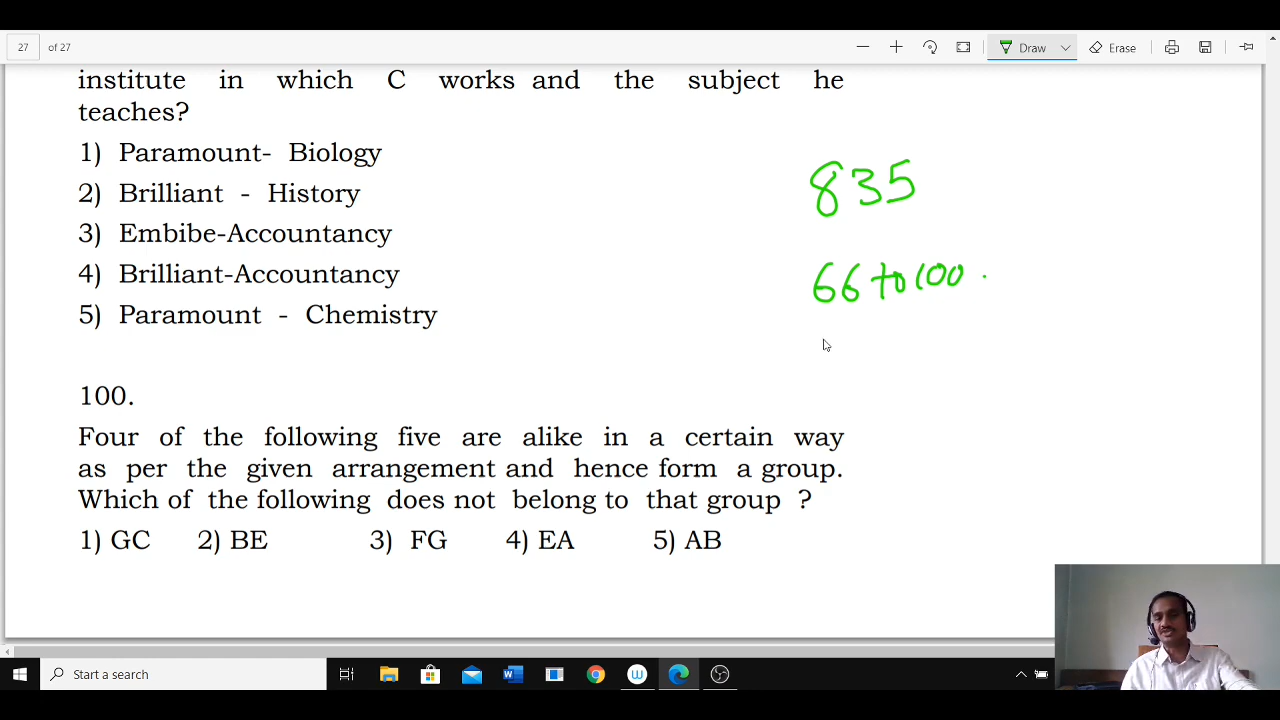 27 of 27
Draw
Erase
institute in which C works and the subject he
teaches?
1) Paramount- Biology
2) Brilliant - History
3) Embibe-Accountancy
4) Brilliant-Accountancy
5) Paramount - Chemistry
835
66 to 100.
100.
Four of the following five are alike in a certain way
as per the given arrangement and hence form a group.
Which of the following does not belong to that group ?
1) GC 2) BE 3) FG 4) EA 5) AB
Start a search